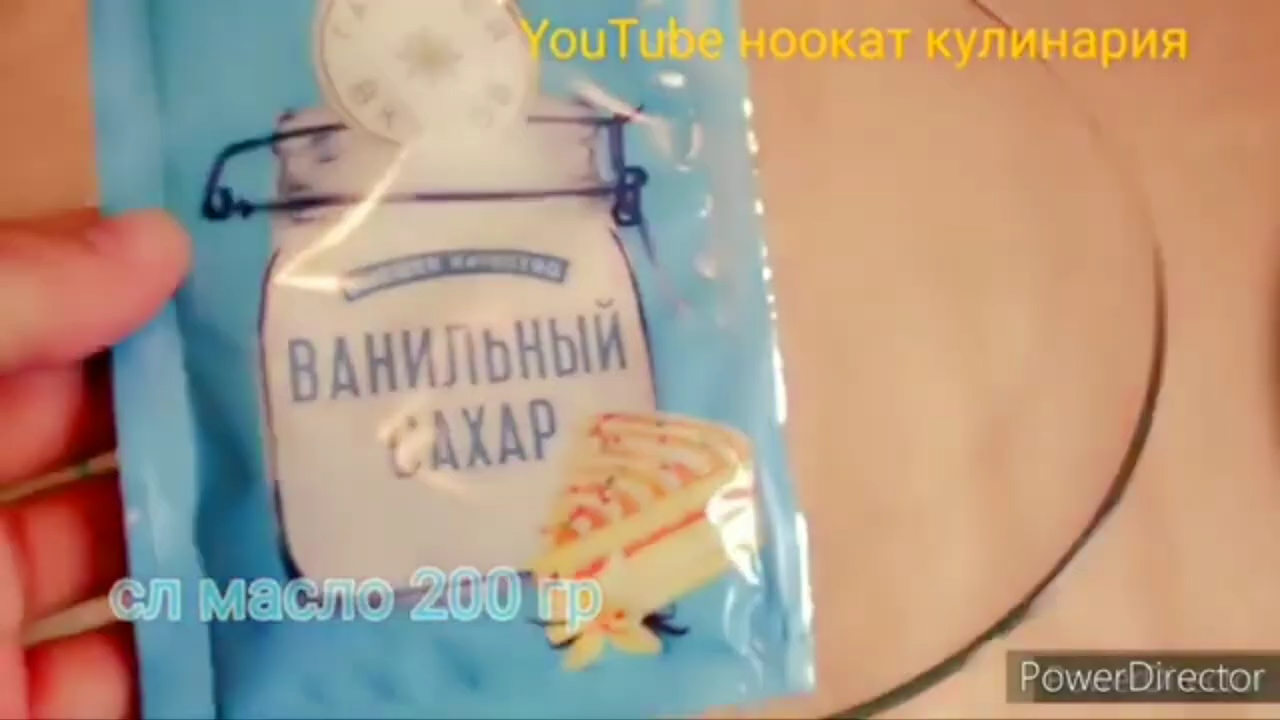 YouTube ноокат кулинария
ВАНИЛЬНЫЙ
САХАР
сл масло 200 гр
PowerDirector